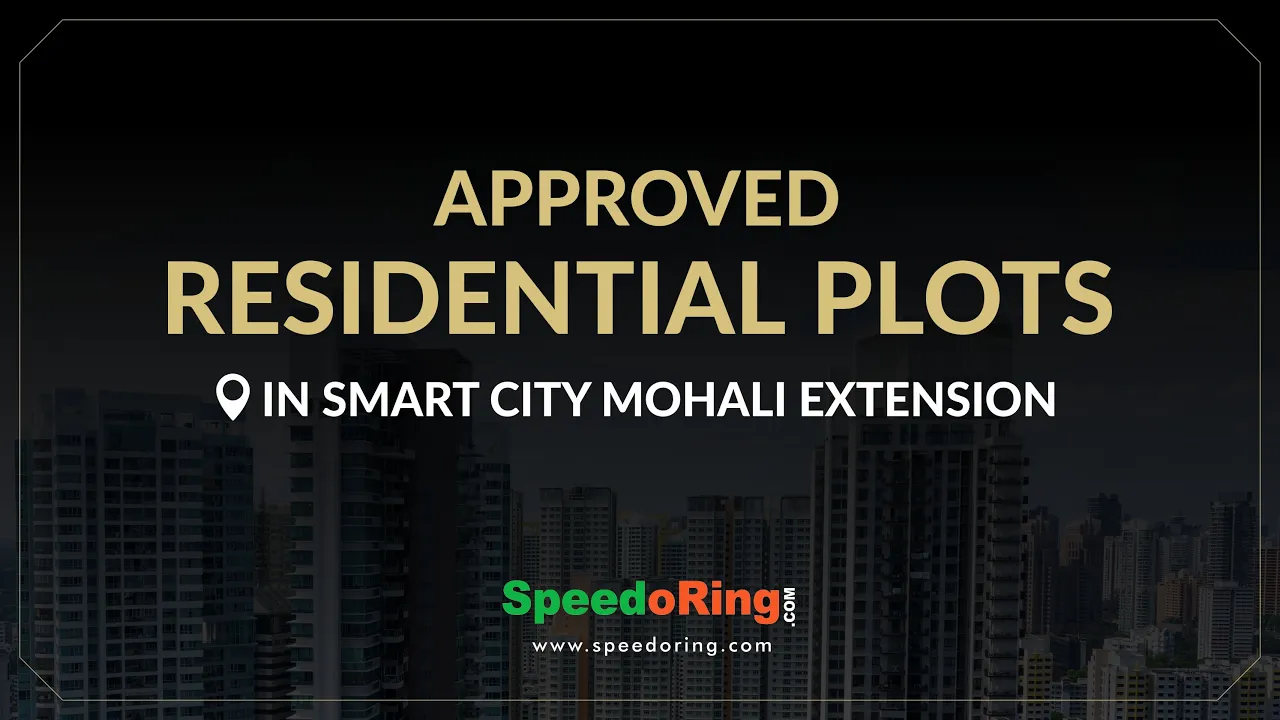 APPROVED
RESIDENTIAL PLOTS
IN SMART CITY MOHALI EXTENSION
SpeedoRing.COM
www.speedoring.com